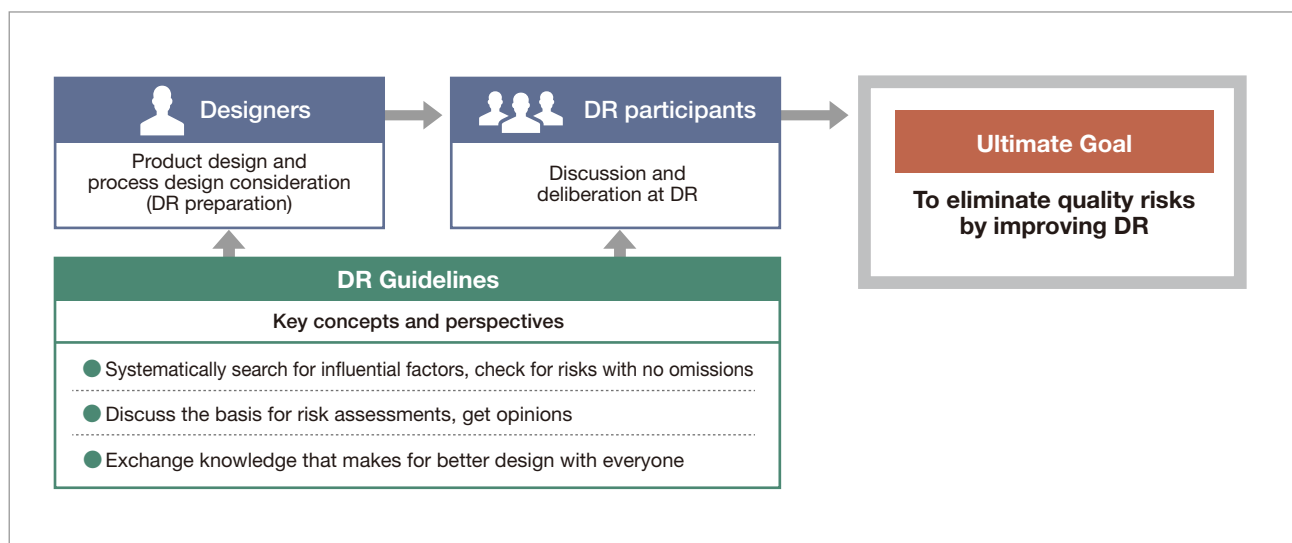 Designers
Product design and
process design consideration
(DR preparation)
DR participants
Discussion and
deliberation at DR
Ultimate Goal
To eliminate quality risks
by improving DR
DR Guidelines
Key concepts and perspectives
Systematically search for influential factors, check for risks with no omissions
Discuss the basis for risk assessments, get opinions
Exchange knowledge that makes for better design with everyone